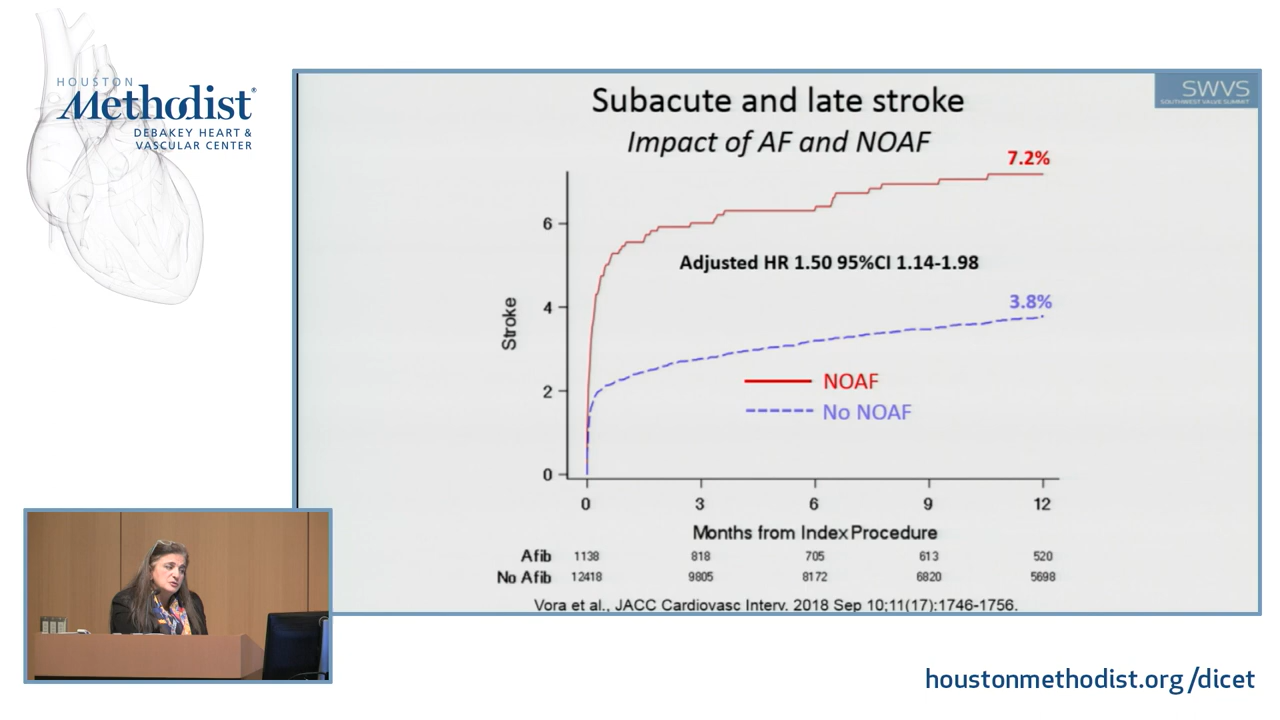 HOUSTON
Methodist®
DEBAKEY HEART &
VASCULAR CENTER
SWVS
SOUTHWEST VALVE SUMMIT
Subacute and late stroke
Impact of AF and NOAF
7.2%
6
Adjusted HR 1.50 95%CI 1.14-1.98
3.8%
4
Stroke
NOAF
2
No NOAF
0
0 3 6 9 12
Months from Index Procedure
Afib 1138 818 705 613 520
No Afib 12418 9805 8172 6820 5698
Vora et al., JACC Cardiovasc Interv. 2018 Sep 10;11(17):1746-1756.
houstonmethodist.org/dicet